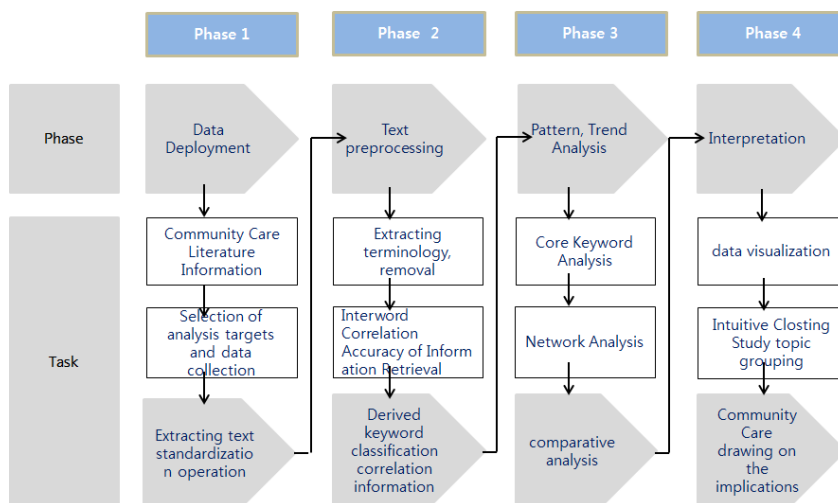 Phase 1
Phase 2
Phase 3
Phase 4
Phase
Data
Deployment
Text
preprocessing
Pattern, Trend
Analysis
Interpretation
Task
Community Care
Literature
Information
Extracting
terminology,
removal
Core Keyword
Analysis
data visualization
Selection of
analysis targets
and data
collection
Interword
Correlation
Accuracy of Inform
ation Retrieval
Network Analysis
Intuitive Closting
Study topic
grouping
Extracting text
standardizatio
n operation
Derived
keyword
classification
correlation
information
comparative
analysis
Community
Care
drawing on
the
implications